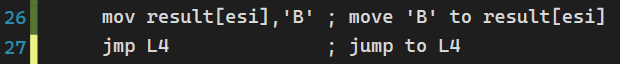 26 mov result[esi],'B' ; move 'B' to result[esi]
27 jmp L4 ; jump to L4